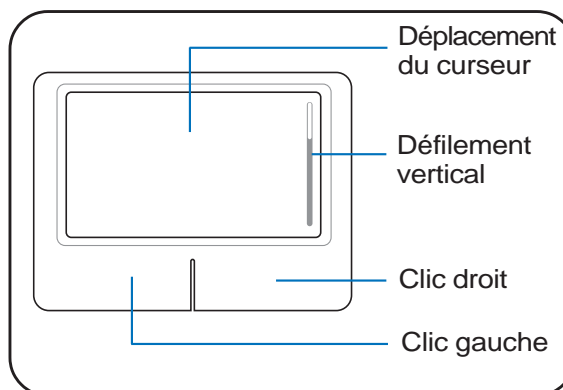 Déplacement
du curseur
Défilement
vertical
Clic droit
Clic gauche